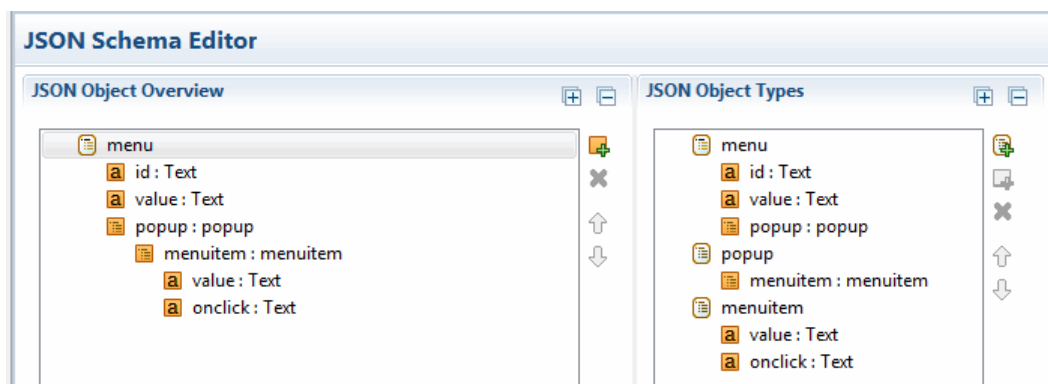 JSON Schema Editor
JSON Object Overview
menu
id : Text
value : Text
popup : popup
menuitem : menuitem
value : Text
onclick : Text
JSON Object Types
menu
id : Text
value : Text
popup : popup
popup
menuitem : menuitem
menuitem
value : Text
onclick : Text